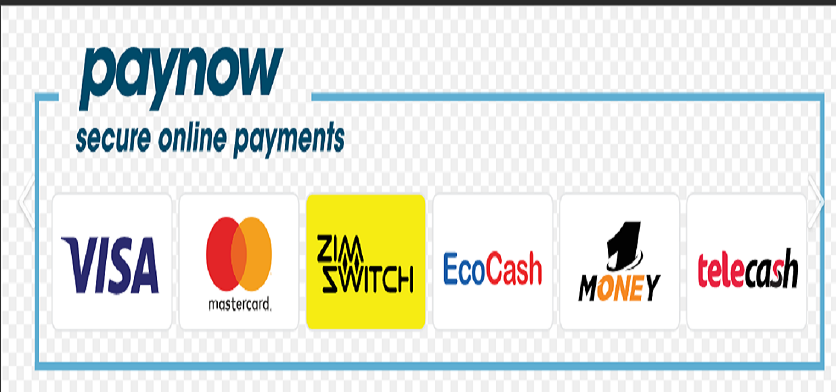 paynow
secure online payments
VISA
mastercard.
ZIM
SWITCH
EcoCash
1
MONEY
telecash